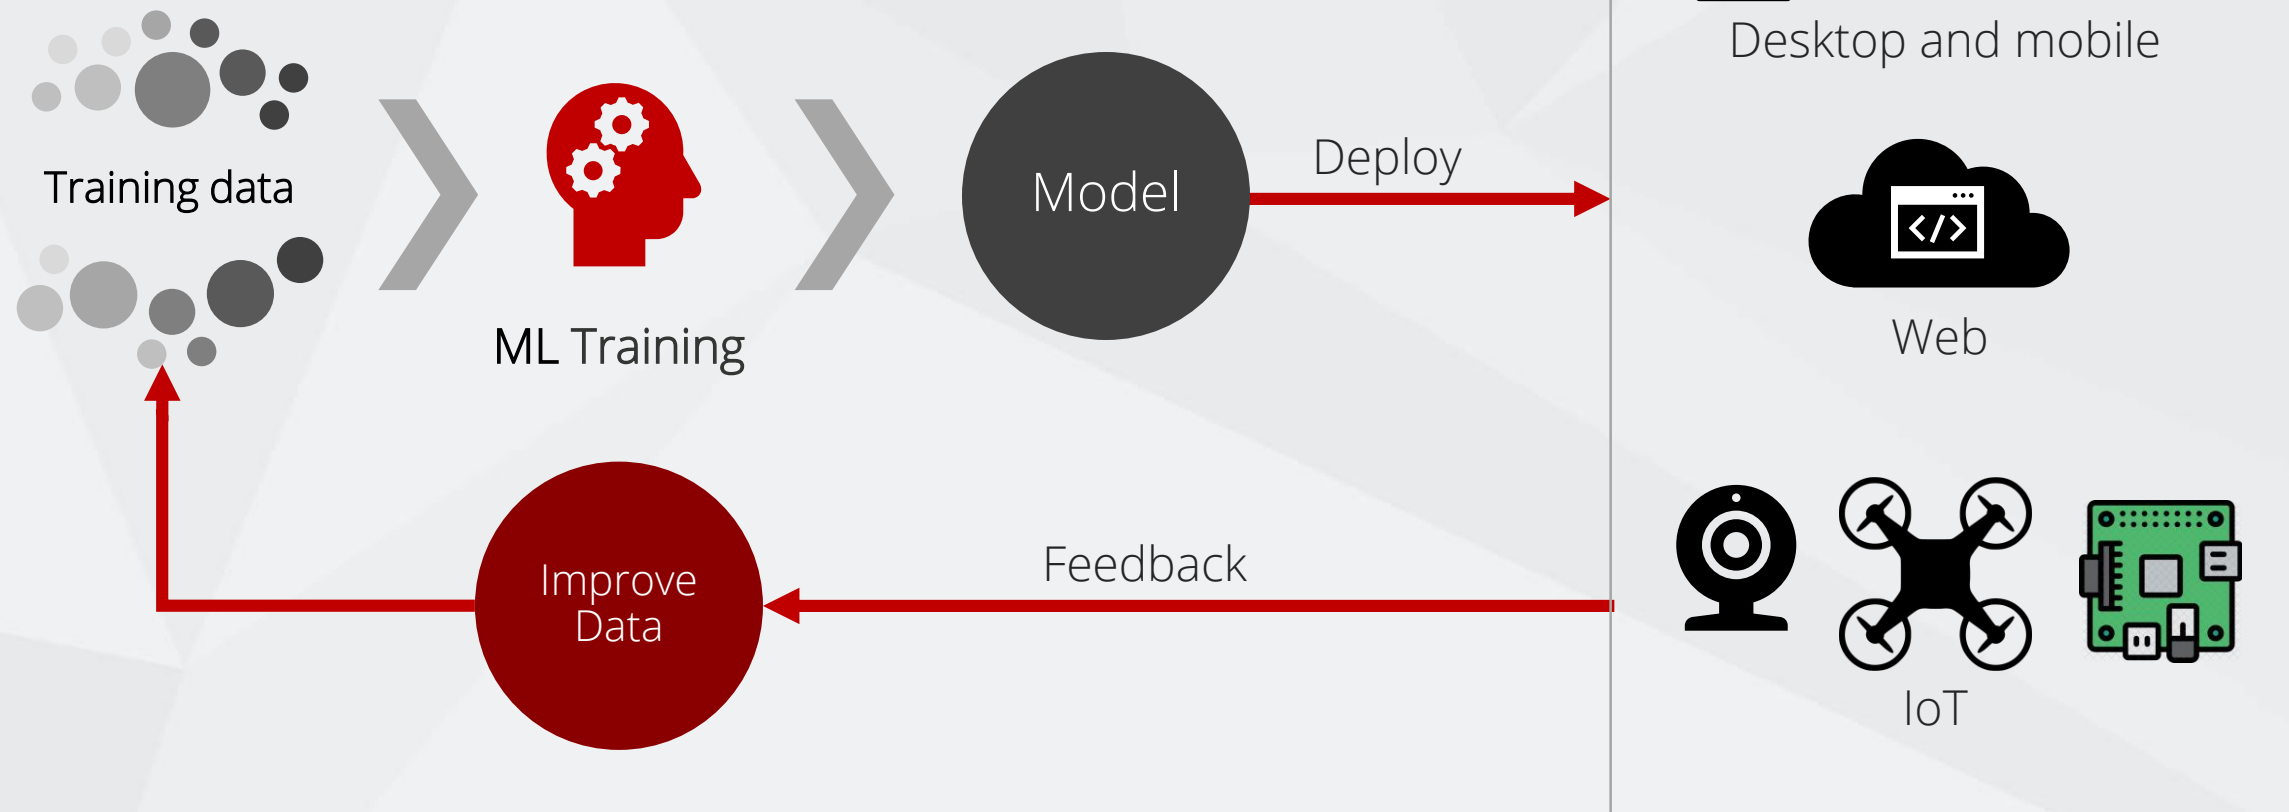 Desktop and mobile
Training data
ML Training
Model
Deploy
</>
Web
Improve
Data
Feedback
IoT